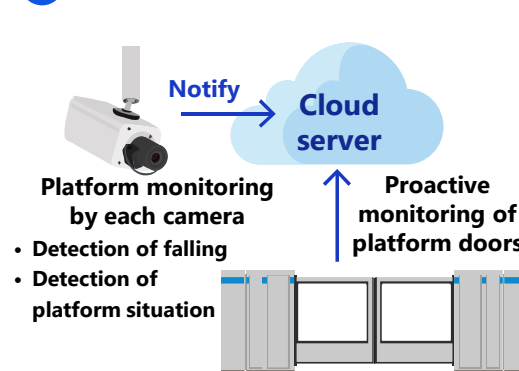 Notify
Cloud
server
Platform monitoring
by each camera
• Detection of falling
• Detection of
platform situation
Proactive
monitoring of
platform doors